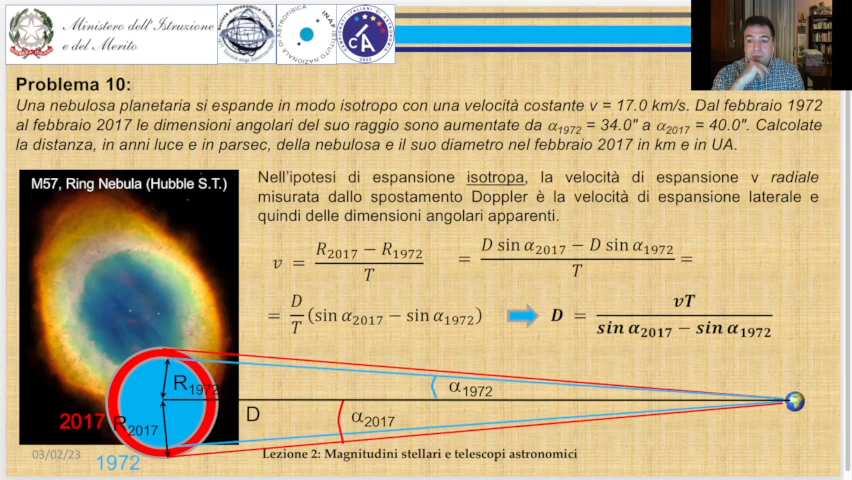 Ministero dell'Istruzione
e del Merito
INAF
Problema 10:
Una nebulosa planetaria si espande in modo isotropo con una velocità costante v = 17.0 km/s. Dal febbraio 1972
al febbraio 2017 le dimensioni angolari del suo raggio sono aumentate da α1972 = 34.0" a α2017 = 40.0". Calcolate
la distanza, in anni luce e in parsec, della nebulosa e il suo diametro nel febbraio 2017 in km e in UA.
M57, Ring Nebula (Hubble S.T.)
Nell'ipotesi di espansione isotropa, la velocità di espansione v radiale
misurata dallo spostamento Doppler è la velocità di espansione laterale e
quindi delle dimensioni angolari apparenti.
v = (R2017 − R1972)/T = (D sin α2017 − D sin α1972)/T =
= D/T (sin α2017 − sin α1972) D = vT/(sin α2017 − sin α1972)
R1972
α1972
2017 R2017
D
α2017
03/02/23
1972
Lezione 2: Magnitudini stellari e telescopi astronomici